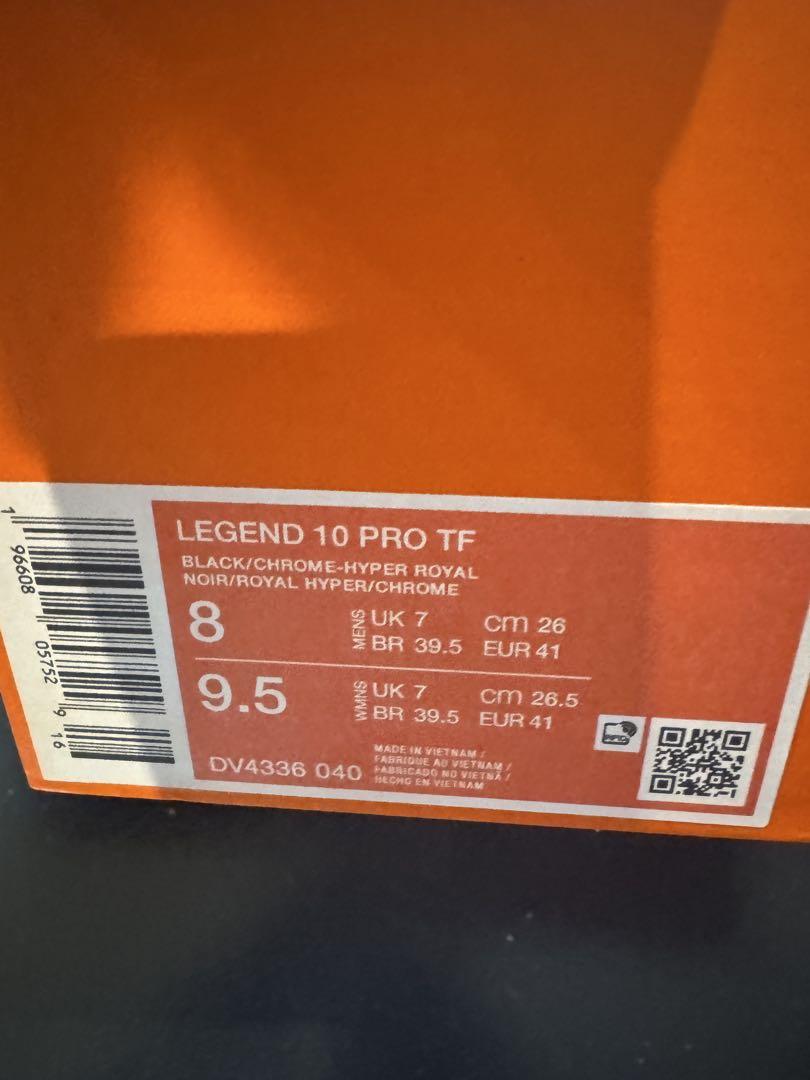 LEGEND 10 PRO TF
BLACK/CHROME-HYPER ROYAL
NOIR/ROYAL HYPER/CHROME
8 MENS UK 7 cm 26
BR 39.5 EUR 41
9.5 WMNS UK 7 cm 26.5
BR 39.5 EUR 41
DV4336 040
MADE IN VIETNAM /
FABRIQUE AU VIETNAM /
FABRICADO NO VIETNÃ /
HECHO EN VIETNAM
1 96608 05752 9 16